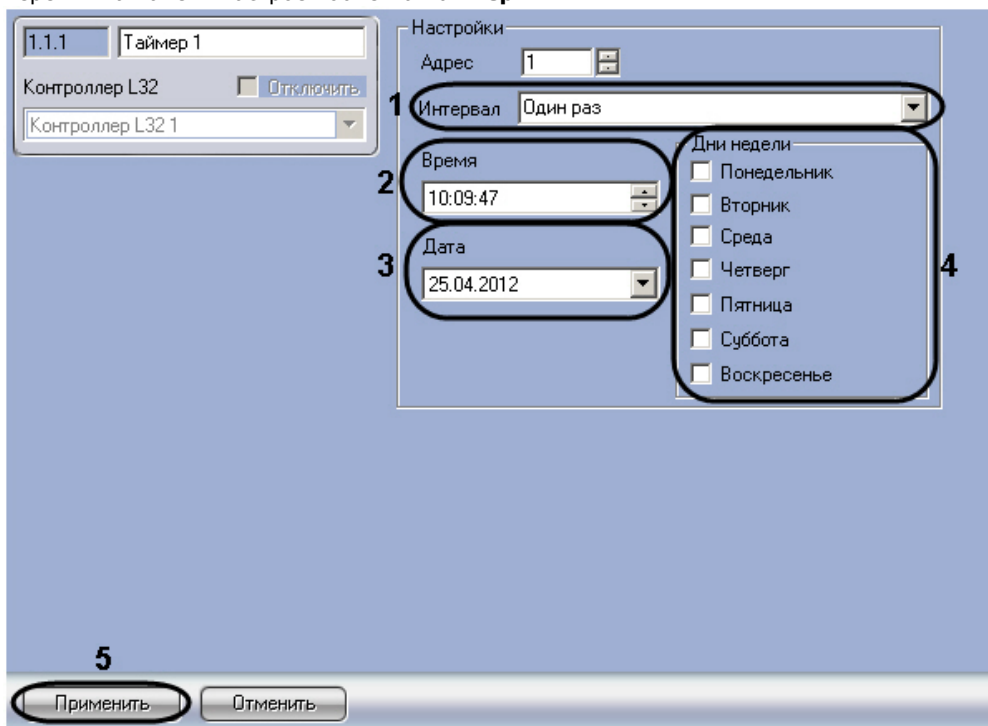 1.1.1 Таймер 1
Контроллер L32 Отключить
Контроллер L32 1
Настройки
Адрес 1
1 Интервал Один раз
2 Время
10:09:47
3 Дата
25.04.2012
Дни недели
Понедельник
Вторник
Среда
Четверг
4
Пятница
Суббота
Воскресенье
5
Применить Отменить